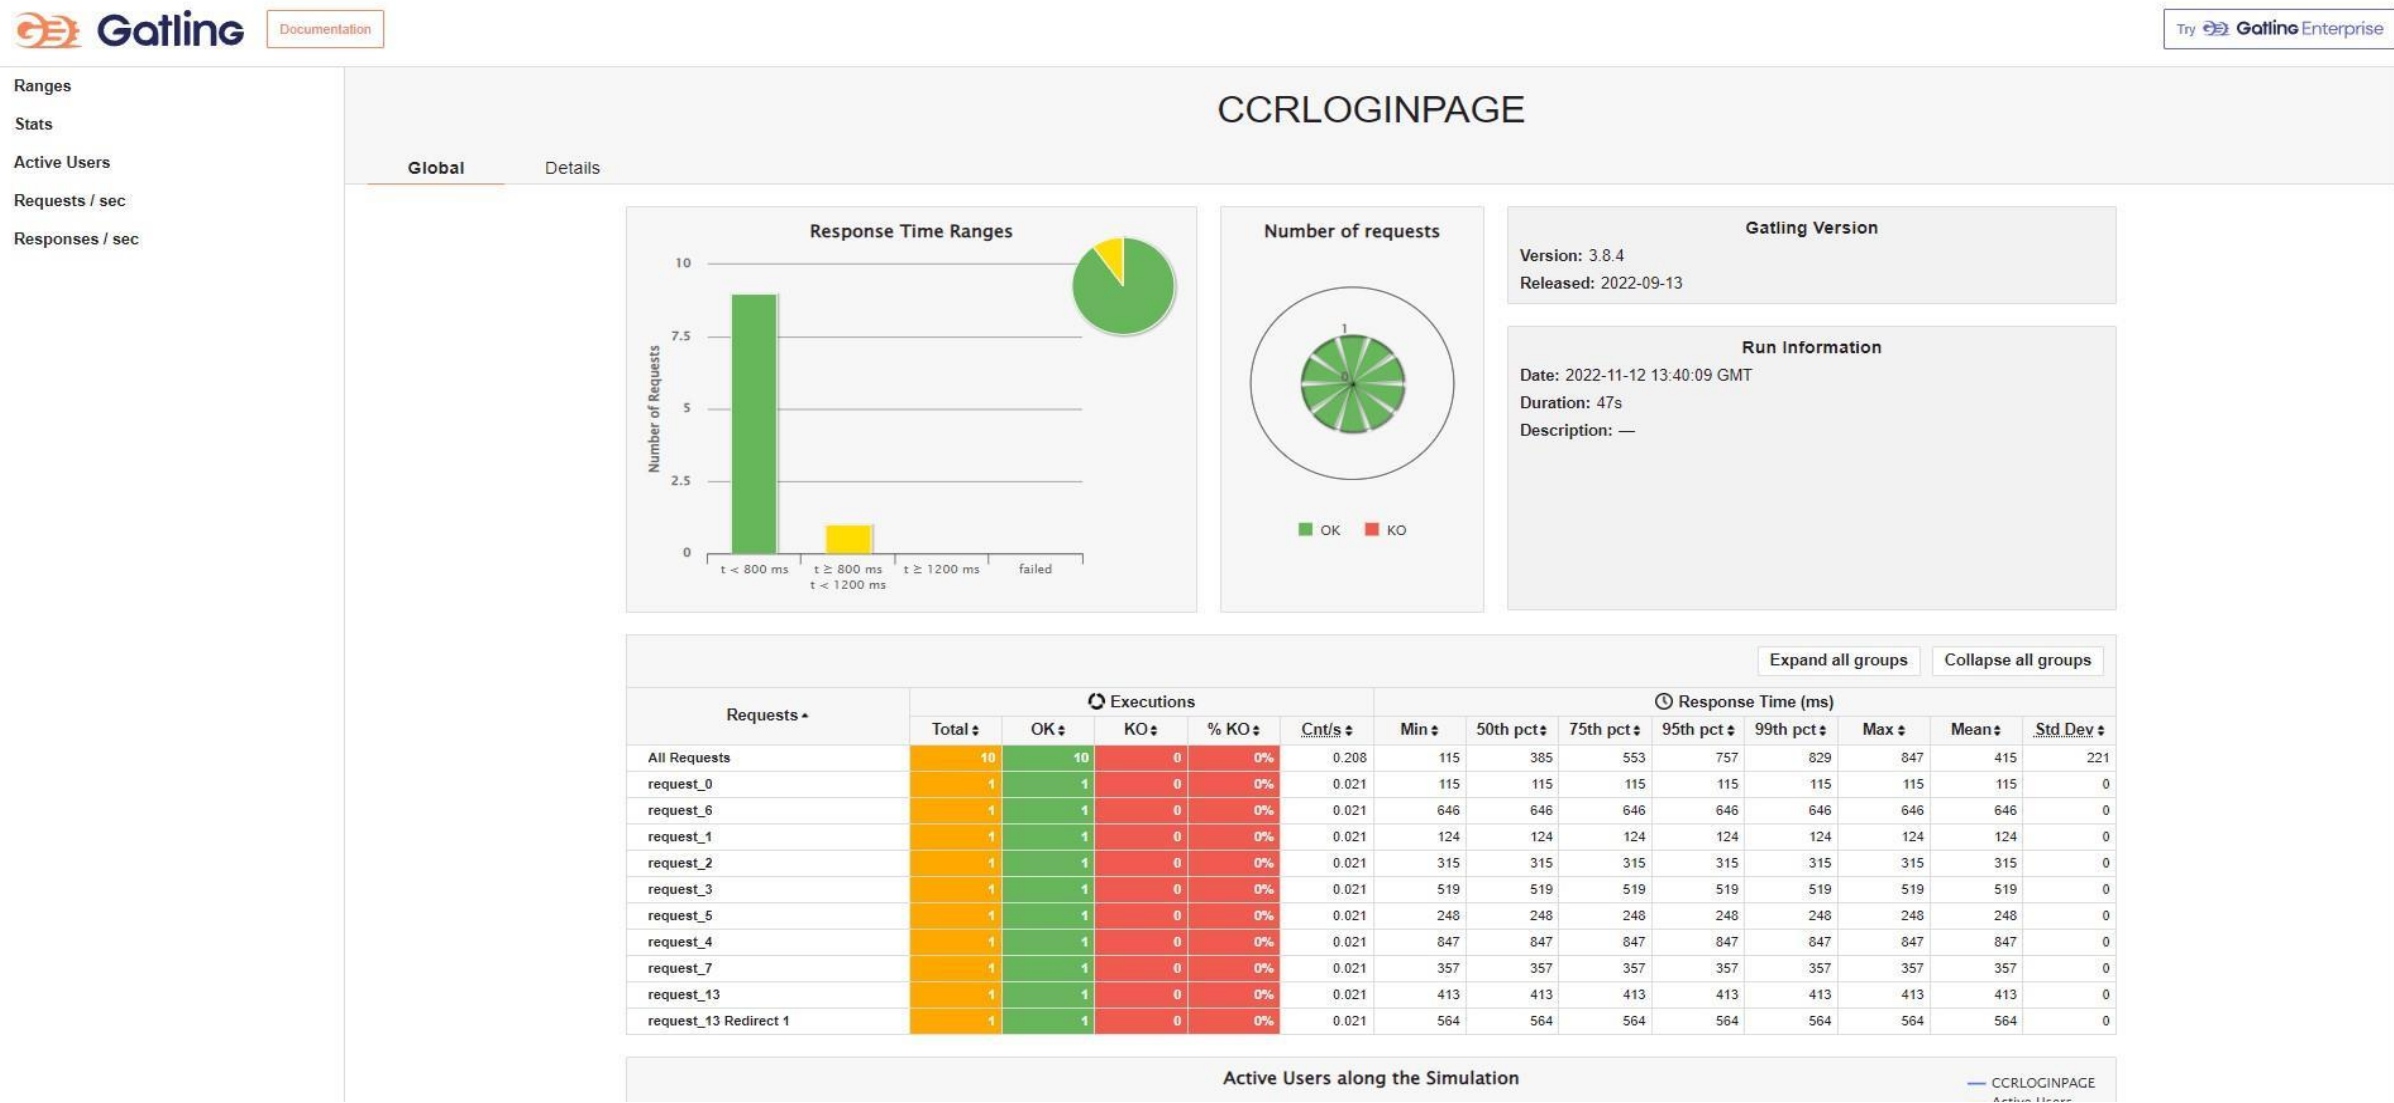 Gatling Documentation Try Gatling Enterprise
Ranges
Stats
Active Users
Requests / sec
Responses / sec
CCRLOGINPAGE
Global Details
Response Time Ranges
10
7.5
5
2.5
0
Number of Requests
t < 800 ms t ≥ 800 ms t ≥ 1200 ms failed
t < 1200 ms
Number of requests
1
0
OK KO
Gatling Version
Version: 3.8.4
Released: 2022-09-13
Run Information
Date: 2022-11-12 13:40:09 GMT
Duration: 47s
Description: —
Expand all groups Collapse all groups
Requests Executions Response Time (ms)
Total OK KO % KO Cnt/s Min 50th pct 75th pct 95th pct 99th pct Max Mean Std Dev
All Requests 10 10 0 0% 0.208 115 385 553 757 829 847 415 221
request_0 1 1 0 0% 0.021 115 115 115 115 115 115 115 0
request_6 1 1 0 0% 0.021 646 646 646 646 646 646 646 0
request_1 1 1 0 0% 0.021 124 124 124 124 124 124 124 0
request_2 1 1 0 0% 0.021 315 315 315 315 315 315 315 0
request_3 1 1 0 0% 0.021 519 519 519 519 519 519 519 0
request_5 1 1 0 0% 0.021 248 248 248 248 248 248 248 0
request_4 1 1 0 0% 0.021 847 847 847 847 847 847 847 0
request_7 1 1 0 0% 0.021 357 357 357 357 357 357 357 0
request_13 1 1 0 0% 0.021 413 413 413 413 413 413 413 0
request_13 Redirect 1 1 1 0 0% 0.021 564 564 564 564 564 564 564 0
Active Users along the Simulation
CCRLOGINPAGE
Active Users